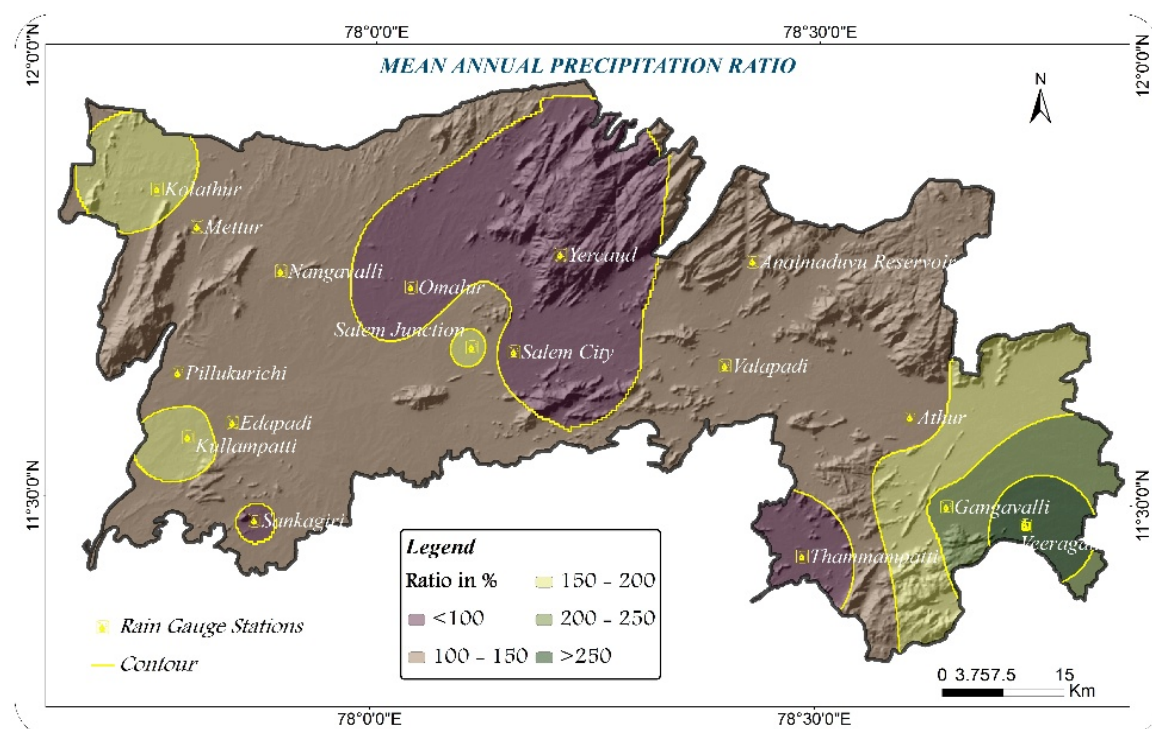 78°0'0"E
78°30'0"E
12°0'0"N
12°0'0"N
MEAN ANNUAL PRECIPITATION RATIO
N
Kolathur
Mettur
Nangavalli
Omalur
Yercaud
Anaimaduvu Reservoir
Salem Junction
Salem City
Valapadi
Pillukurichi
Edapadi
Kullampatti
Athur
Sankagiri
Gangavalli
Veeraga
Thammampatti
11°30'0"N
11°30'0"N
Legend
Ratio in %
<100
100 - 150
150 - 200
200 - 250
>250
Rain Gauge Stations
Contour
0 3.757.5 15
Km
78°0'0"E
78°30'0"E